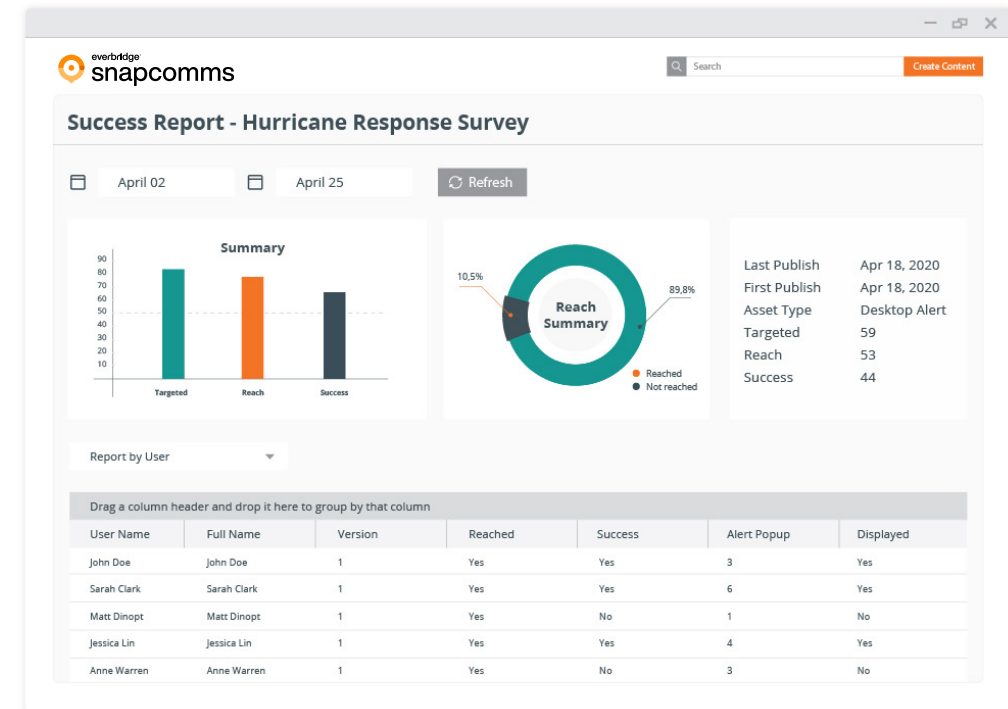 everbridge
snapcomms
Search
Create Content
Success Report - Hurricane Response Survey
April 02
April 25
Refresh
Summary
90
80
70
60
50
40
30
20
10
Targeted
Reach
Success
10,5%
89,8%
Reach
Summary
Reached
Not reached
Last Publish Apr 18, 2020
First Publish Apr 18, 2020
Asset Type Desktop Alert
Targeted 59
Reach 53
Success 44
Report by User
Drag a column header and drop it here to group by that column
User Name Full Name Version Reached Success Alert Popup Displayed
John Doe John Doe 1 Yes Yes 3 Yes
Sarah Clark Sarah Clark 1 Yes Yes 6 Yes
Matt Dinopt Matt Dinopt 1 Yes No 1 No
Jessica Lin Jessica Lin 1 Yes Yes 4 Yes
Anne Warren Anne Warren 1 Yes No 3 No